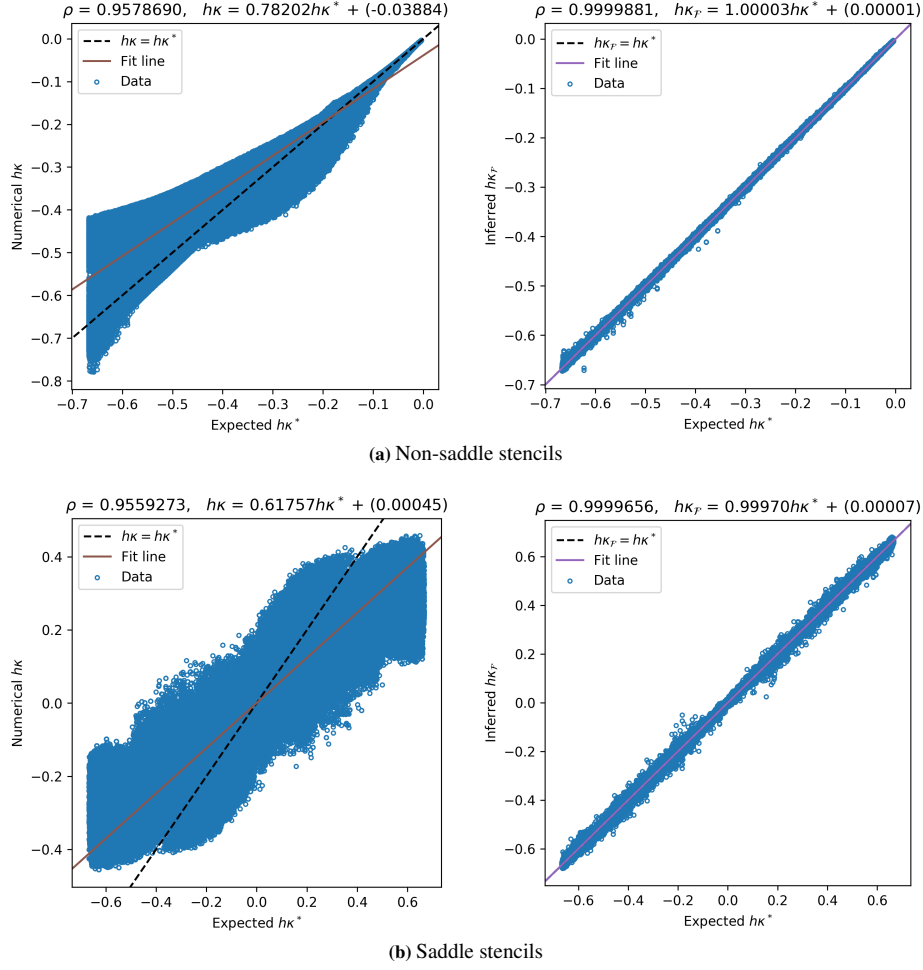 ρ = 0.9578690, hκ = 0.78202hκ* + (-0.03884)
hκ = hκ*
Fit line
Data
0.0
−0.1
−0.2
−0.3
−0.4
−0.5
−0.6
−0.7
−0.8
Numerical hκ
−0.7 −0.6 −0.5 −0.4 −0.3 −0.2 −0.1 0.0
Expected hκ*
ρ = 0.9999881, hκ_F = 1.00003hκ* + (0.00001)
hκ_F = hκ*
Fit line
Data
0.0
−0.1
−0.2
−0.3
−0.4
−0.5
−0.6
−0.7
Inferred hκ_F
−0.7 −0.6 −0.5 −0.4 −0.3 −0.2 −0.1 0.0
Expected hκ*
(a) Non-saddle stencils
ρ = 0.9559273, hκ = 0.61757hκ* + (0.00045)
hκ = hκ*
Fit line
Data
0.4
0.2
0.0
−0.2
−0.4
Numerical hκ
−0.6 −0.4 −0.2 0.0 0.2 0.4 0.6
Expected hκ*
ρ = 0.9999656, hκ_F = 0.99970hκ* + (0.00007)
hκ_F = hκ*
Fit line
Data
0.6
0.4
0.2
0.0
−0.2
−0.4
−0.6
Inferred hκ_F
−0.6 −0.4 −0.2 0.0 0.2 0.4 0.6
Expected hκ*
(b) Saddle stencils